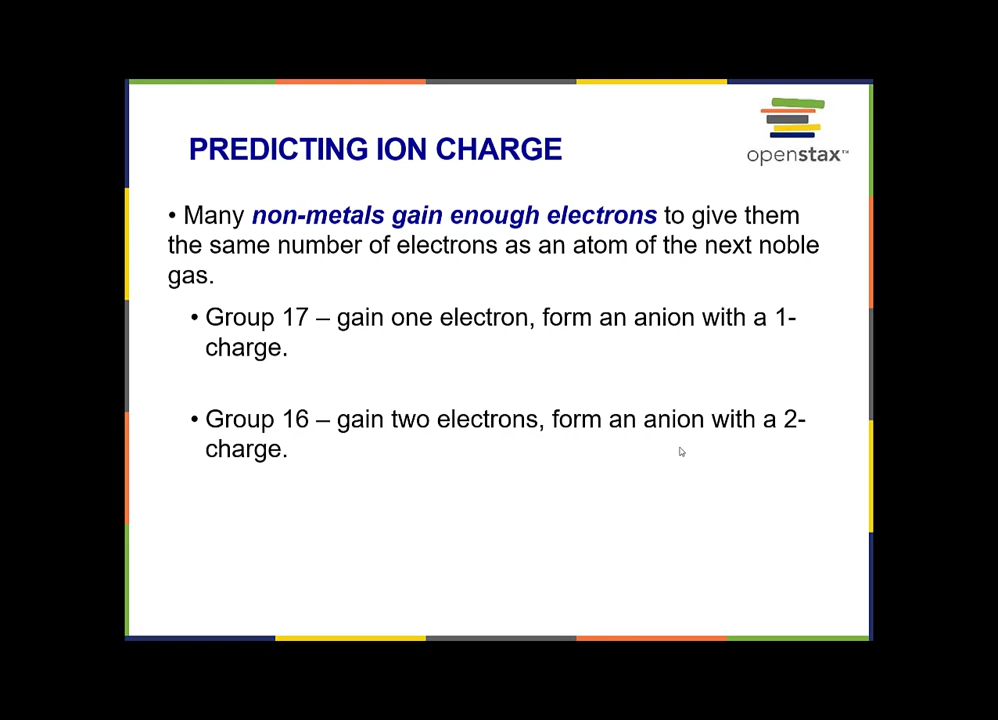 openstax™
PREDICTING ION CHARGE
• Many non-metals gain enough electrons to give them
the same number of electrons as an atom of the next noble
gas.
• Group 17 – gain one electron, form an anion with a 1-
charge.
• Group 16 – gain two electrons, form an anion with a 2-
charge.